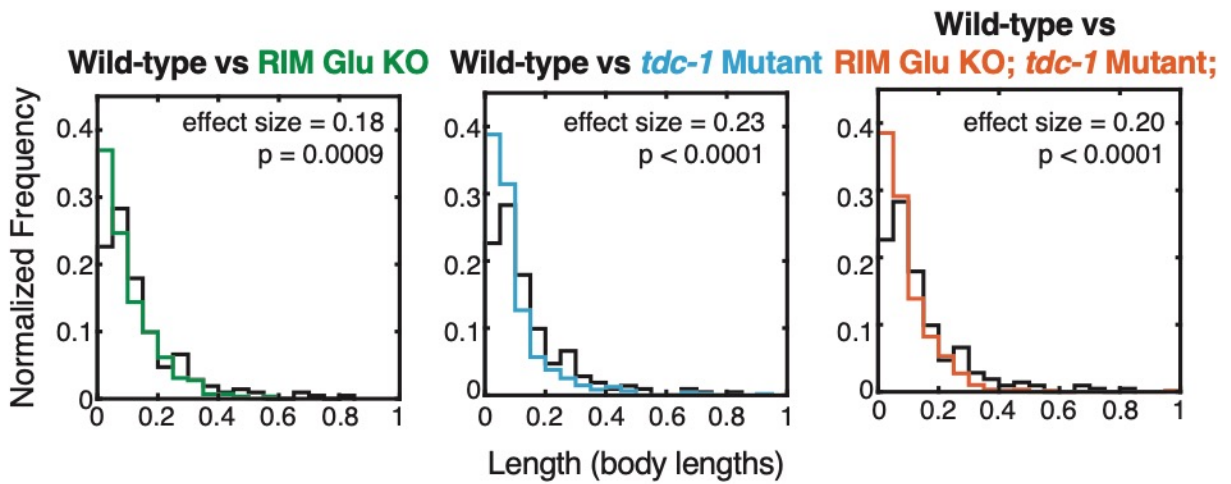 Wild-type vs RIM Glu KO
effect size = 0.18
p = 0.0009
Normalized Frequency
0.4
0.3
0.2
0.1
0
0 0.2 0.4 0.6 0.8 1
Wild-type vs tdc-1 Mutant
effect size = 0.23
p < 0.0001
0.4
0.3
0.2
0.1
0
0 0.2 0.4 0.6 0.8 1
Wild-type vs
RIM Glu KO; tdc-1 Mutant;
effect size = 0.20
p < 0.0001
0.4
0.3
0.2
0.1
0
0 0.2 0.4 0.6 0.8 1
Length (body lengths)